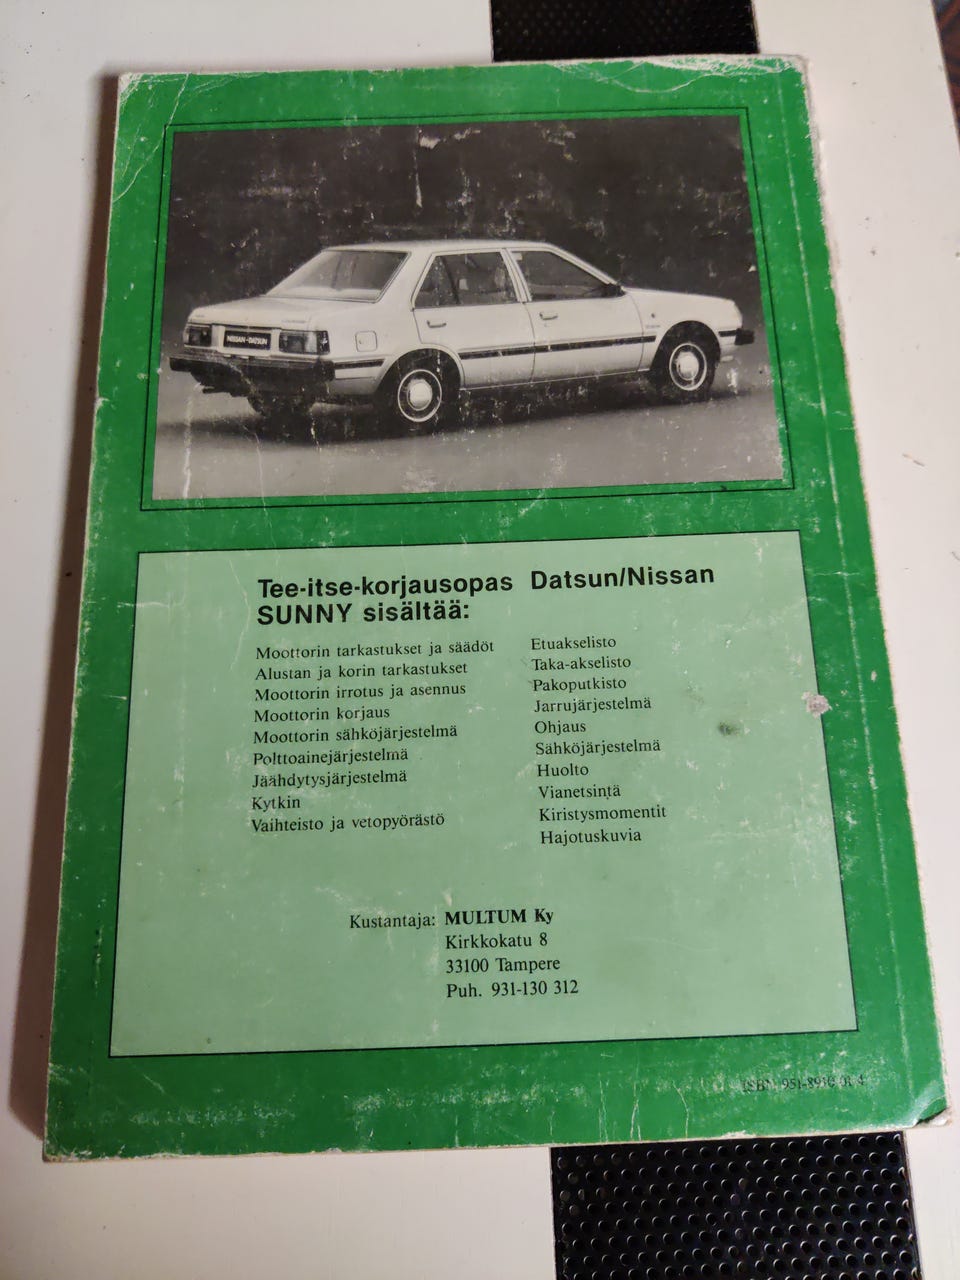 NISSAN-DATSUN
Tee-itse-korjausopas Datsun/Nissan
SUNNY sisältää:
Moottorin tarkastukset ja säädöt
Alustan ja korin tarkastukset
Moottorin irrotus ja asennus
Moottorin korjaus
Moottorin sähköjärjestelmä
Polttoainejärjestelmä
Jäähdytysjärjestelmä
Kytkin
Vaihteisto ja vetopyörästö
Etuakselisto
Taka-akselisto
Pakoputkisto
Jarrujärjestelmä
Ohjaus
Sähköjärjestelmä
Huolto
Vianetsintä
Kiristysmomentit
Hajotuskuvia
Kustantaja: MULTUM Ky
Kirkkokatu 8
33100 Tampere
Puh. 931-130 312
ISBN